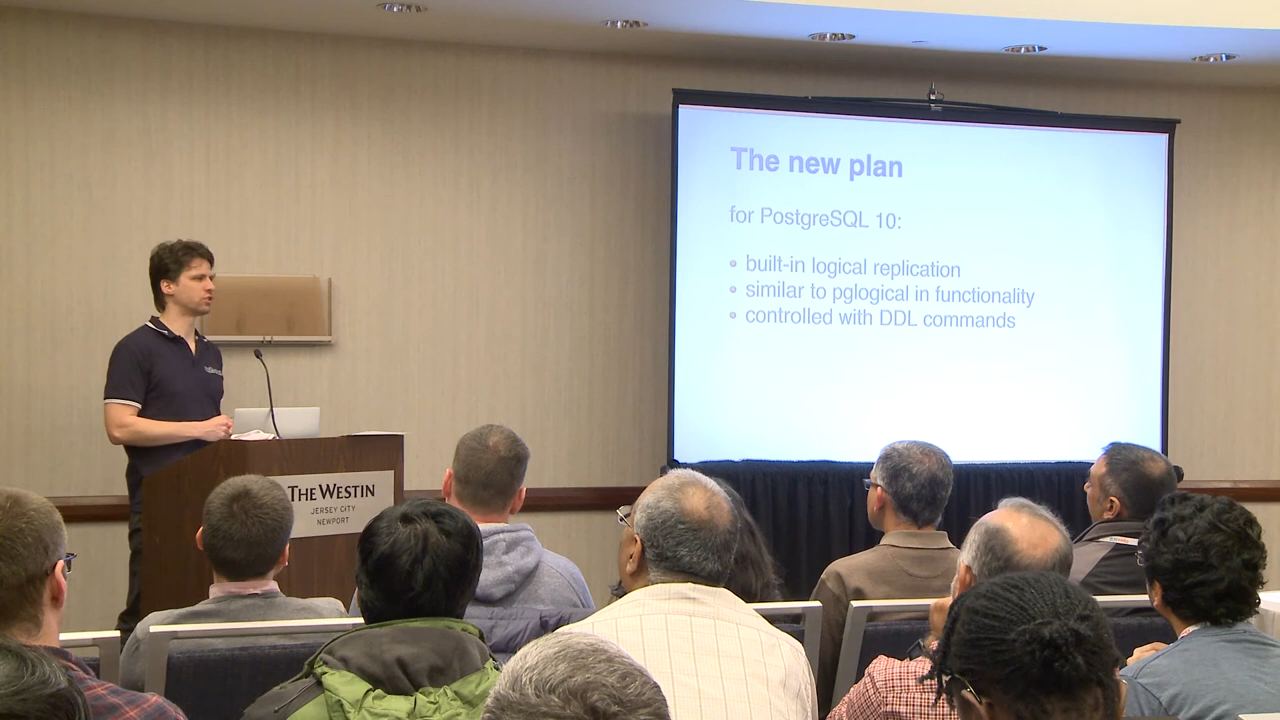 The new plan
for PostgreSQL 10:
built-in logical replication
similar to pglogical in functionality
controlled with DDL commands
THE WESTIN
JERSEY CITY
NEWPORT